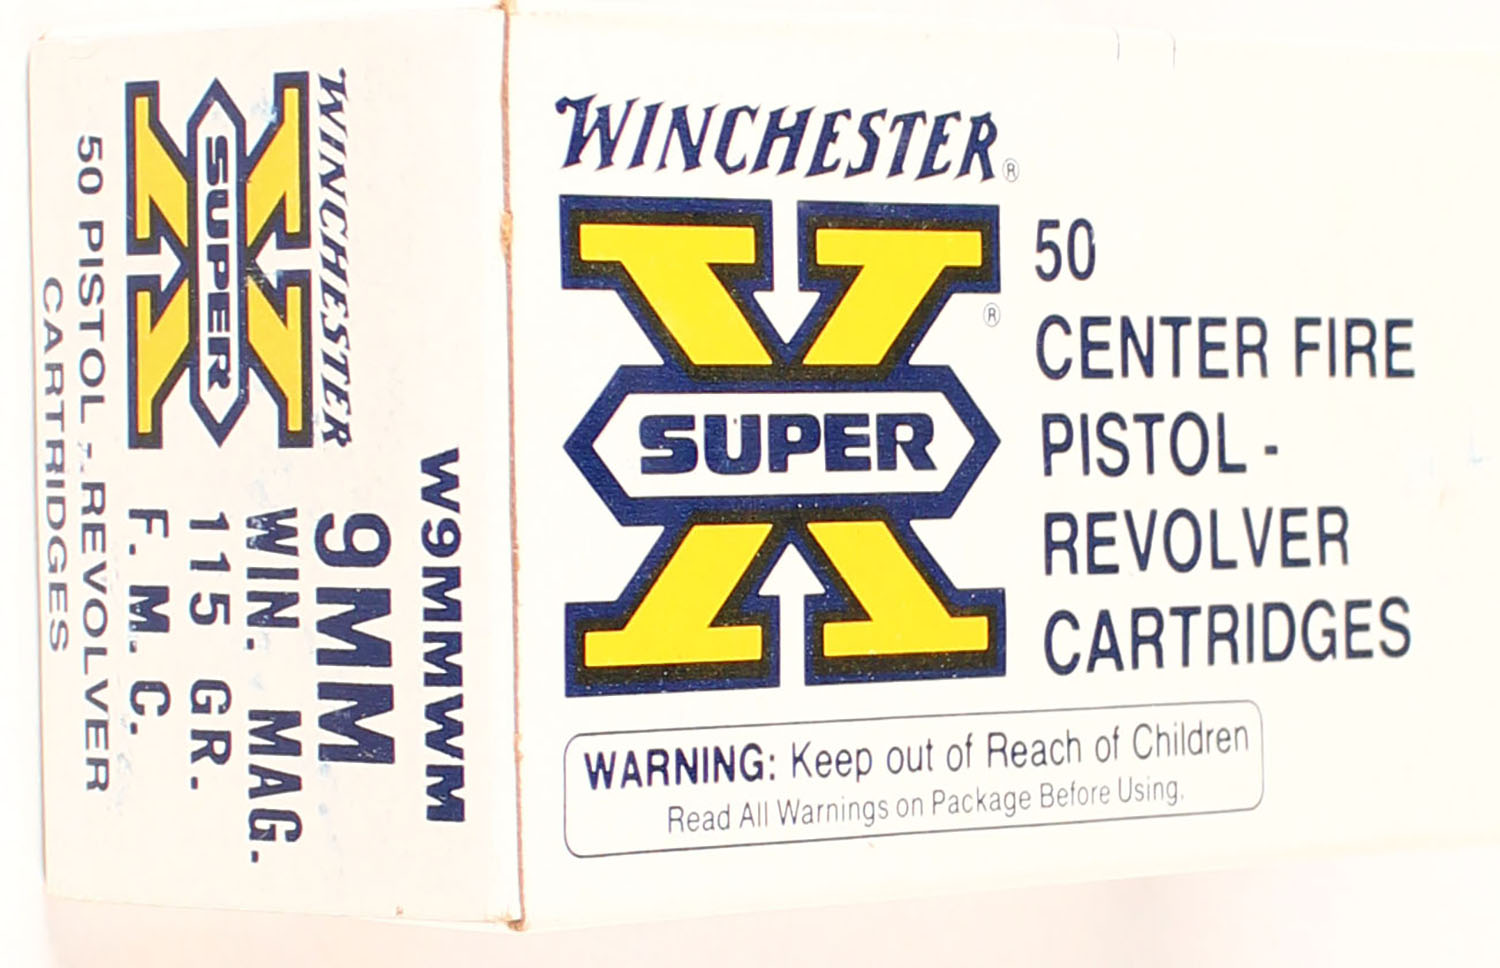 WINCHESTER®
SUPER X®
50
CENTER FIRE
PISTOL -
REVOLVER
CARTRIDGES
WARNING: Keep out of Reach of Children
Read All Warnings on Package Before Using.
W9MMWM
WINCHESTER
SUPER X
9MM
WIN. MAG.
115 GR.
F. M. C.
50 PISTOL - REVOLVER
CARTRIDGES